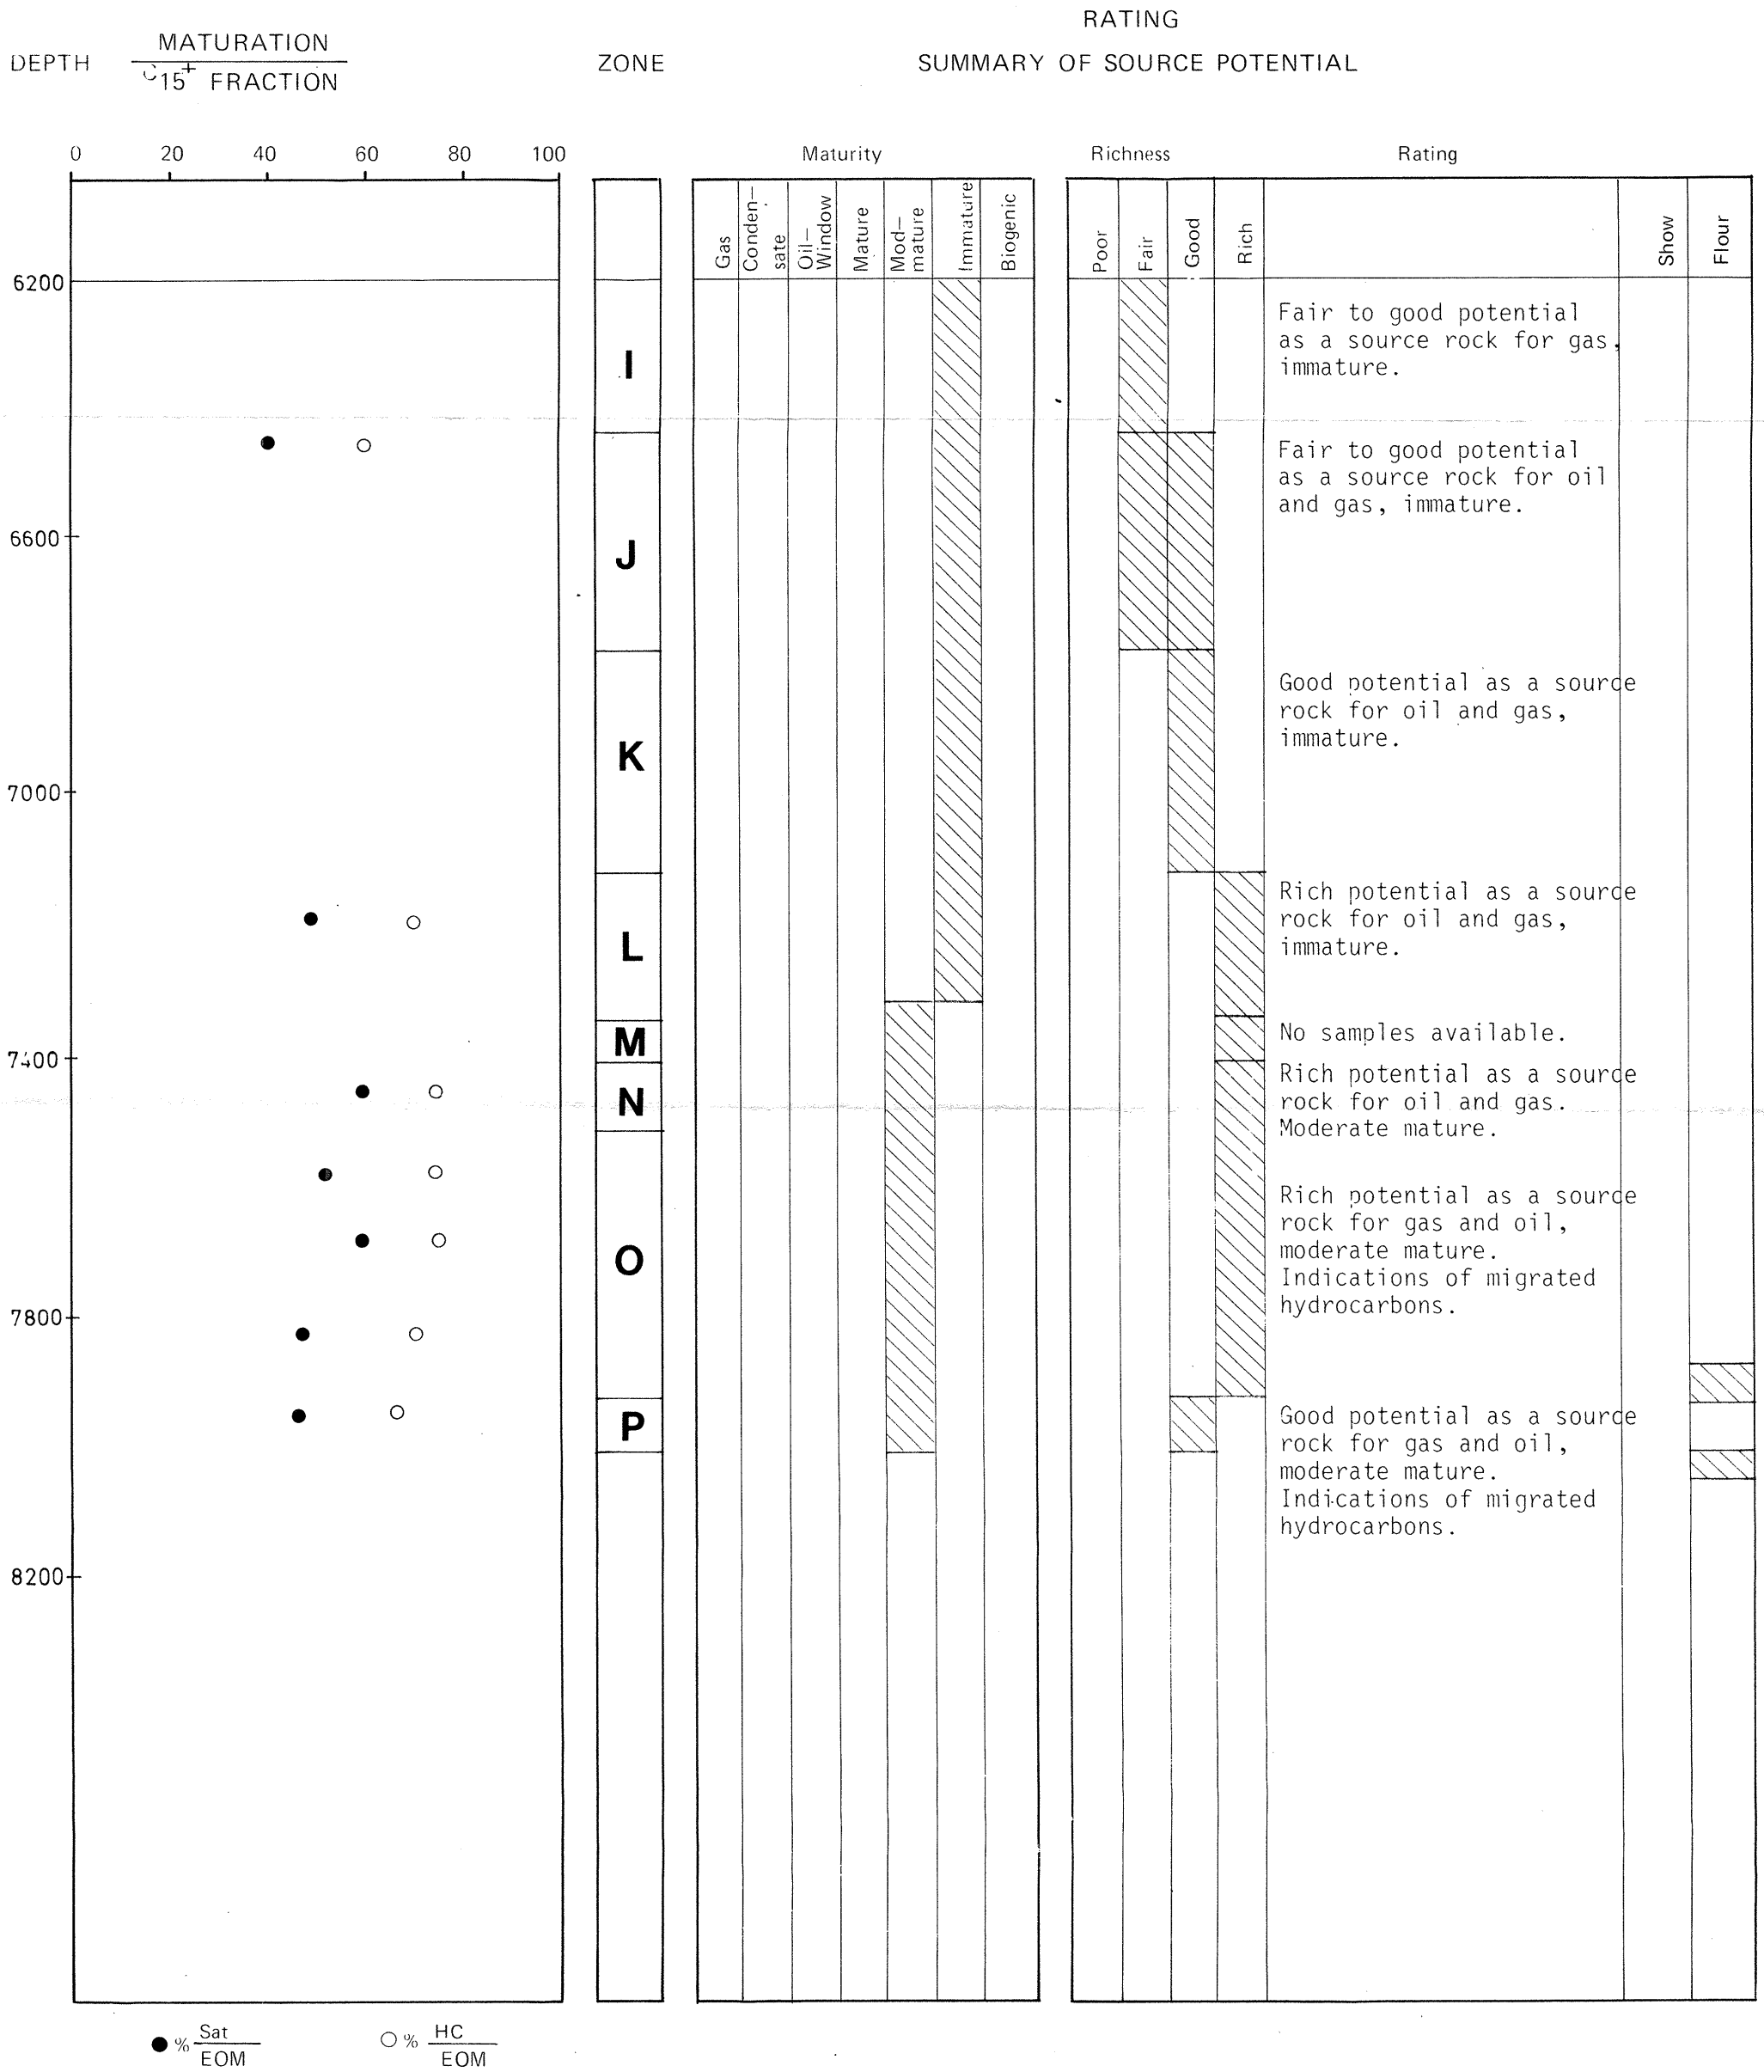 RATING
DEPTH
MATURATION
C15+ FRACTION
ZONE
SUMMARY OF SOURCE POTENTIAL
0 20 40 60 80 100
Maturity
Richness
Rating
Gas
Conden-
sate
Oil-
Window
Mature
Mod-
mature
Immature
Biogenic
Poor
Fair
Good
Rich
Show
Flour
6200
I
Fair to good potential
as a source rock for gas,
immature.
J
Fair to good potential
as a source rock for oil
and gas, immature.
6600
K
Good potential as a source
rock for oil and gas,
immature.
7000
L
Rich potential as a source
rock for oil and gas,
immature.
M
No samples available.
7400
N
Rich potential as a source
rock for oil and gas.
Moderate mature.
O
Rich potential as a source
rock for gas and oil,
moderate mature.
Indications of migrated
hydrocarbons.
7800
P
Good potential as a source
rock for gas and oil,
moderate mature.
Indications of migrated
hydrocarbons.
8200
% Sat
EOM
% HC
EOM